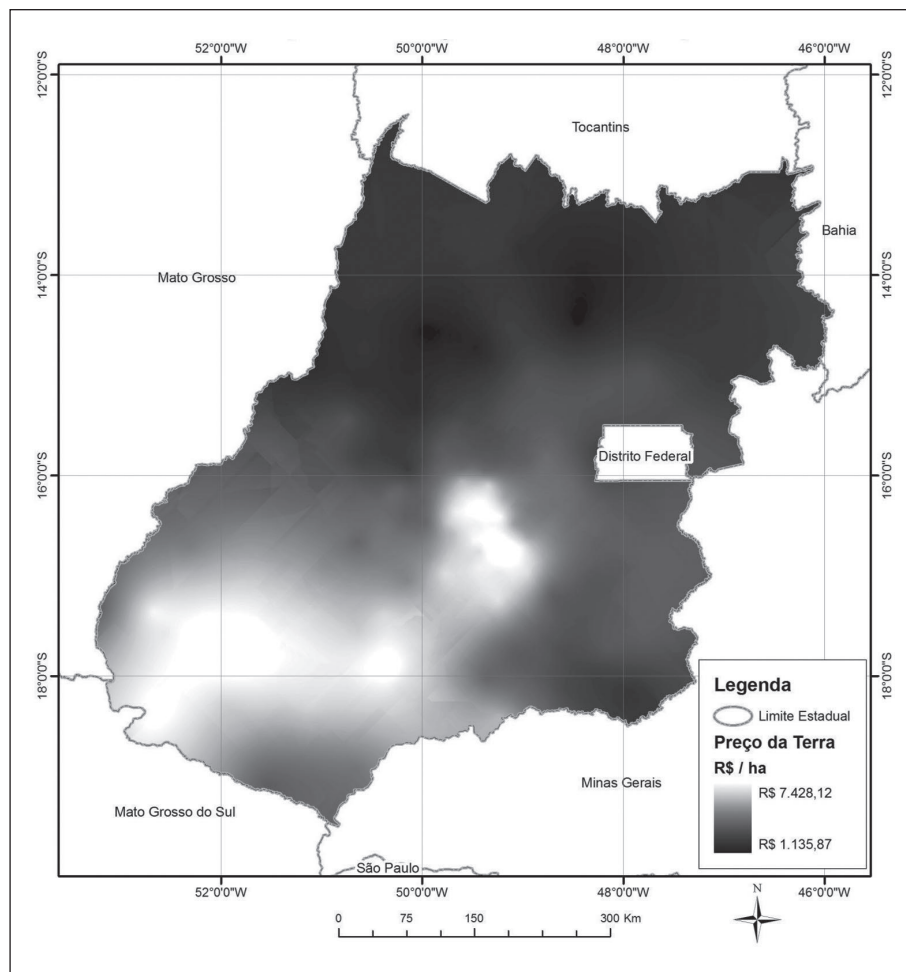 52°0'0"W 50°0'0"W 48°0'0"W 46°0'0"W
12°0'0"S 12°0'0"S
Tocantins
Bahia
Mato Grosso
14°0'0"S 14°0'0"S
Distrito Federal
16°0'0"S 16°0'0"S
18°0'0"S 18°0'0"S
Legenda
Limite Estadual
Preço da Terra
R$ / ha
R$ 7.428,12
R$ 1.135,87
Minas Gerais
Mato Grosso do Sul
São Paulo
52°0'0"W 50°0'0"W 48°0'0"W 46°0'0"W
N
0 75 150 300 Km